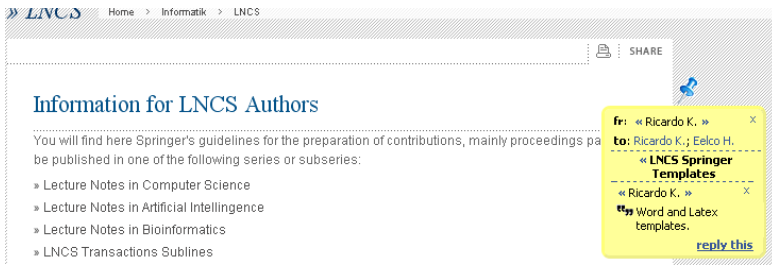 » LNCS Home > Informatik > LNCS
SHARE
Information for LNCS Authors
You will find here Springer's guidelines for the preparation of contributions, mainly proceedings pa
be published in one of the following series or subseries:
» Lecture Notes in Computer Science
» Lecture Notes in Artificial Intellingence
» Lecture Notes in Bioinformatics
» LNCS Transactions Sublines
fr: « Ricardo K. » x
to: Ricardo K.; Eelco H.
« LNCS Springer
Templates »
« Ricardo K. » x
Word and Latex
templates.
reply this